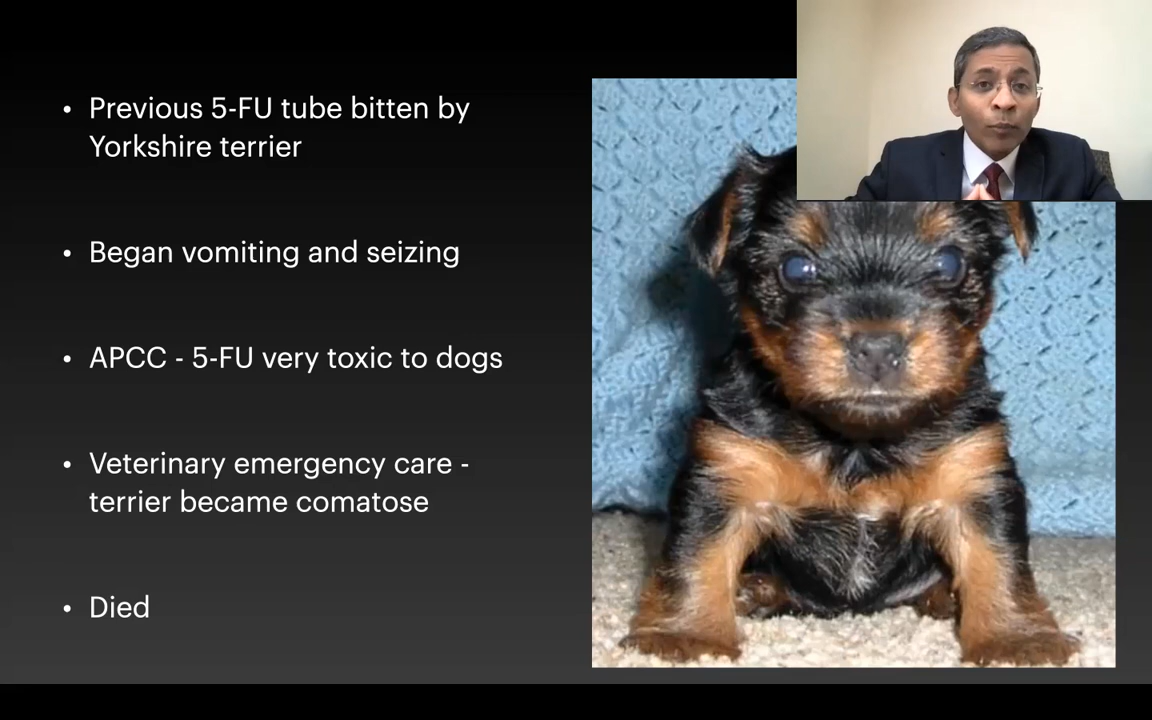 • Previous 5-FU tube bitten by
Yorkshire terrier
• Began vomiting and seizing
• APCC - 5-FU very toxic to dogs
• Veterinary emergency care -
terrier became comatose
• Died